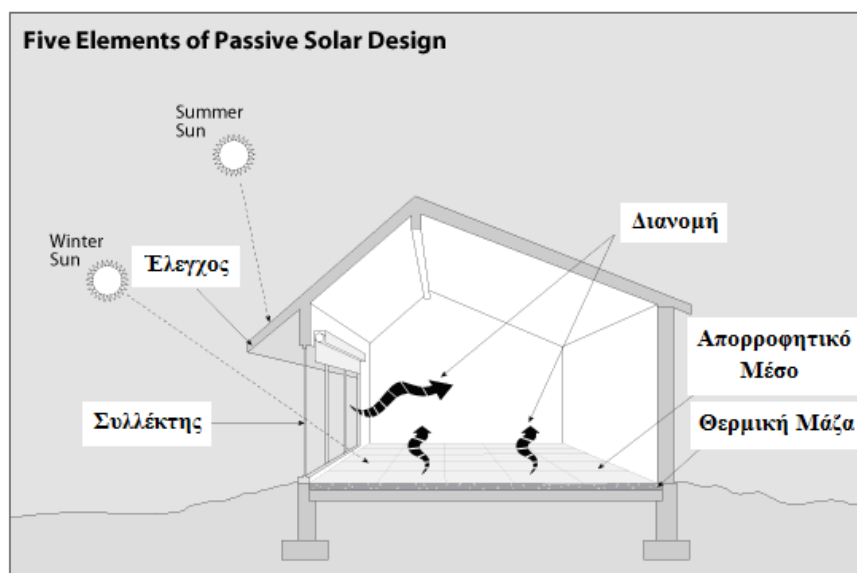 Five Elements of Passive Solar Design
Summer
Sun
Winter
Sun
Έλεγχος
Διανομή
Απορροφητικό
Μέσο
Συλλέκτης
Θερμική Μάζα